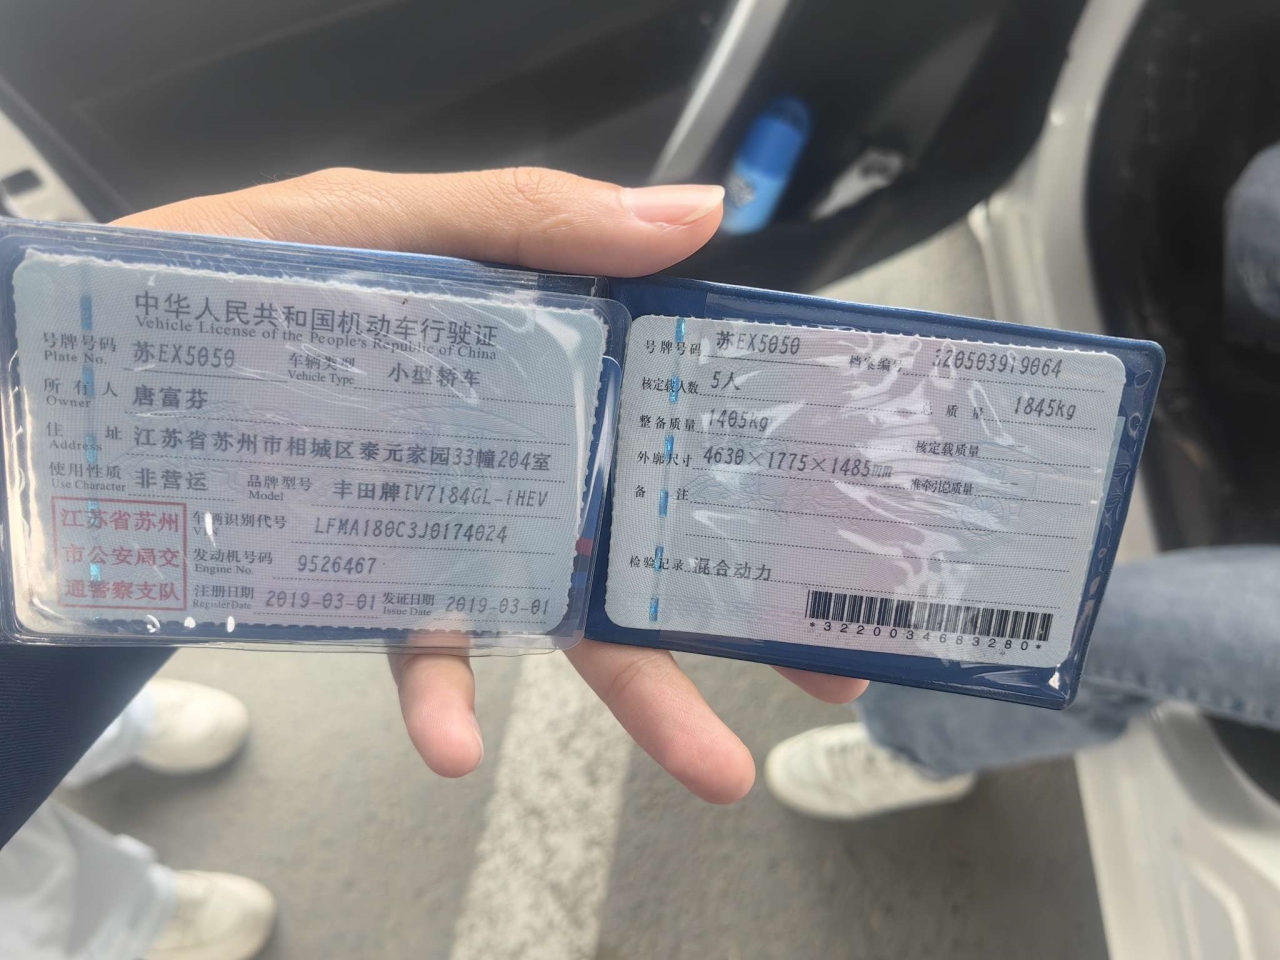 中华人民共和国机动车行驶证
Vehicle License of the People's Republic of China
号牌号码 苏EX5050 车辆类型 小型轿车
Plate No. Vehicle Type
所有人 唐富芬
Owner
住址 江苏省苏州市相城区泰元家园33幢204室
Address
使用性质 非营运 品牌型号 丰田牌TV7184GL-iHEV
Use Character Model
车辆识别代号 LFMA180C3J0174024
VIN
发动机号码 9526467
Engine No.
注册日期 2019-03-01 发证日期 2019-03-01
Register Date Issue Date
江苏省苏州
市公安局交
通警察支队
号牌号码 苏EX5050 档案编号 320503919064
核定载人数 5人 总质量 1845kg
整备质量 1405kg 核定载质量
外廓尺寸 4630×1775×1485mm 准牵引总质量 --
备注
检验记录 混合动力
*3220034683280*